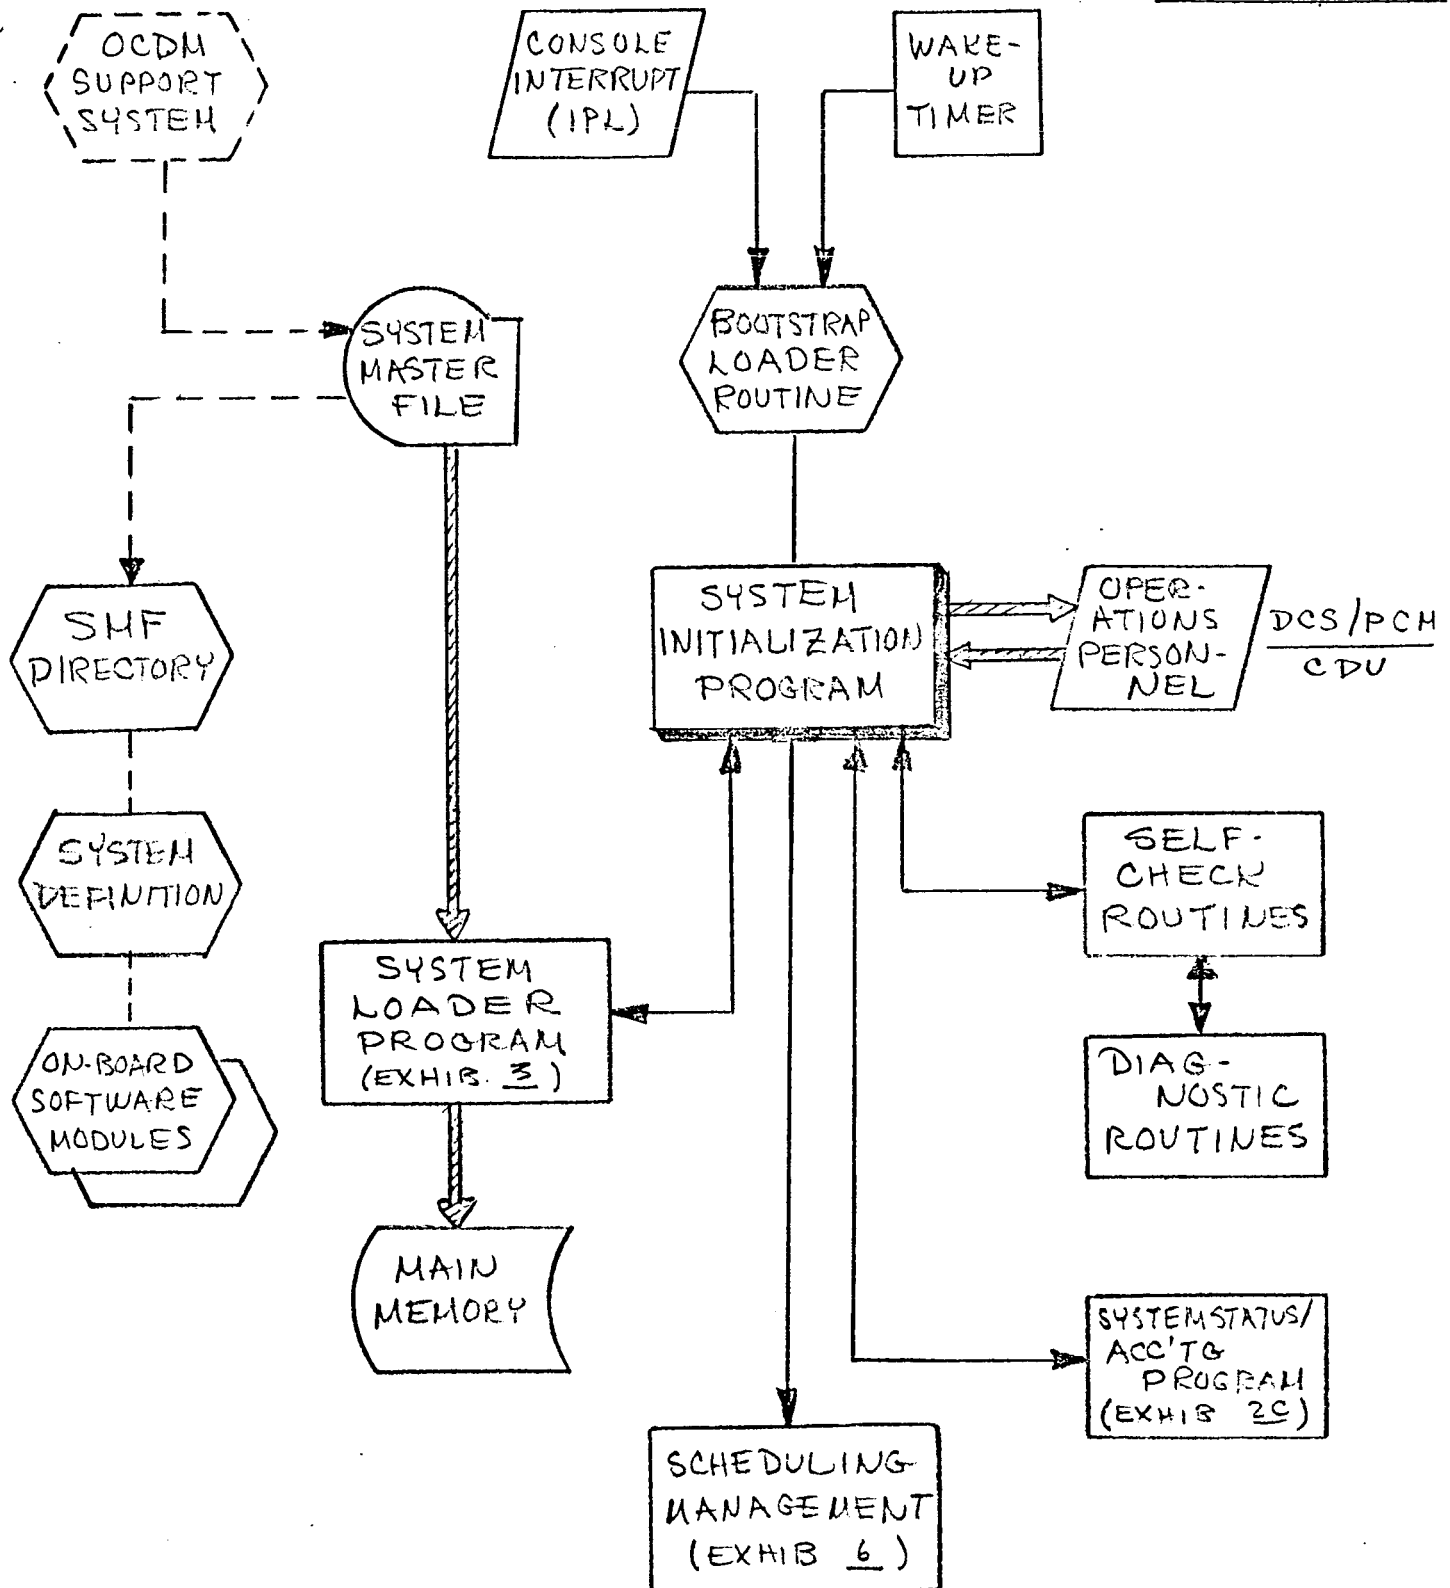 OCDM
SUPPORT
SYSTEM
CONSOLE
INTERRUPT
(IPL)
WAKE-
UP
TIMER
SYSTEM
MASTER
FILE
BOOTSTRAP
LOADER
ROUTINE
SMF
DIRECTORY
SYSTEM
INITIALIZATION
PROGRAM
OPER-
ATIONS
PERSON-
NEL
DCS/PCM
CDU
SYSTEM
DEFINITION
SELF-
CHECK
ROUTINES
SYSTEM
LOADER
PROGRAM
(EXHIB. 3)
ON-BOARD
SOFTWARE
MODULES
DIAG-
NOSTIC
ROUTINES
MAIN
MEMORY
SYSTEM STATUS/
ACC'TG
PROGRAM
(EXHIB 2C)
SCHEDULING
MANAGEMENT
(EXHIB 6)